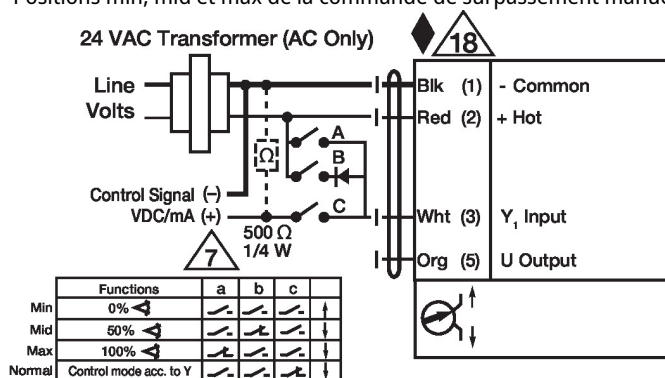 Positions min, mid et max de la commande de surpassement manu
24 VAC Transformer (AC Only)
18
Line
Volts
Blk (1) - Common
Red (2) + Hot
A
Ω
B
Control Signal (–)
VDC/mA (+)
C
Wht (3) Y1 Input
500 Ω
1/4 W
7
Org (5) U Output
Functions a b c
Min 0%
Mid 50%
Max 100%
Normal Control mode acc. to Y